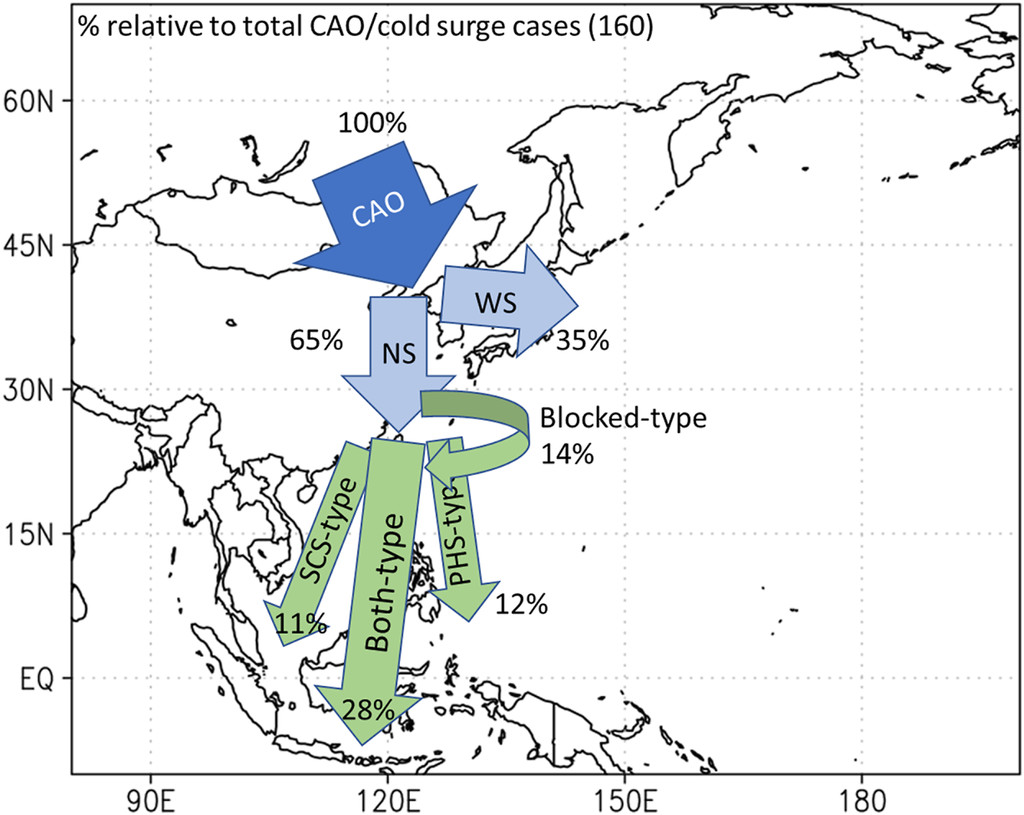 % relative to total CAO/cold surge cases (160)
60N
100%
CAO
45N
WS
65%
35%
NS
30N
Blocked-type
14%
SCS-type
Both-type
PHS-typ
15N
12%
11%
EQ
28%
90E
120E
150E
180